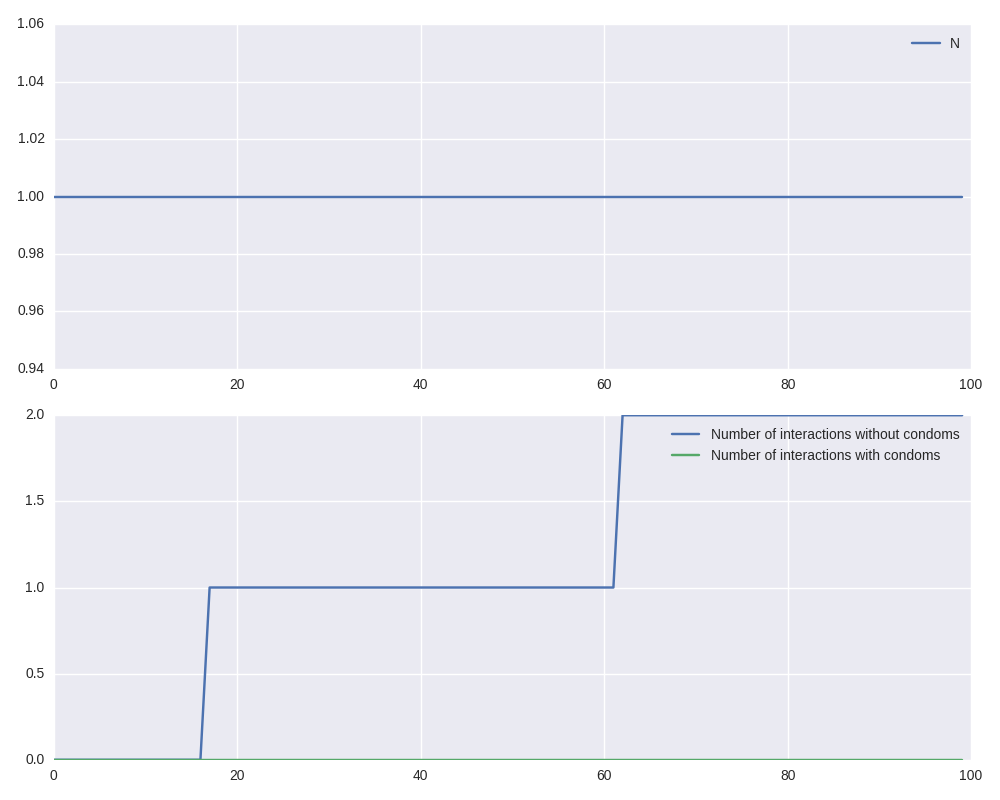 1.06
N
1.04
1.02
1.00
0.98
0.96
0.94
0 20 40 60 80 100
2.0
Number of interactions without condoms
Number of interactions with condoms
1.5
1.0
0.5
0.0
0 20 40 60 80 100